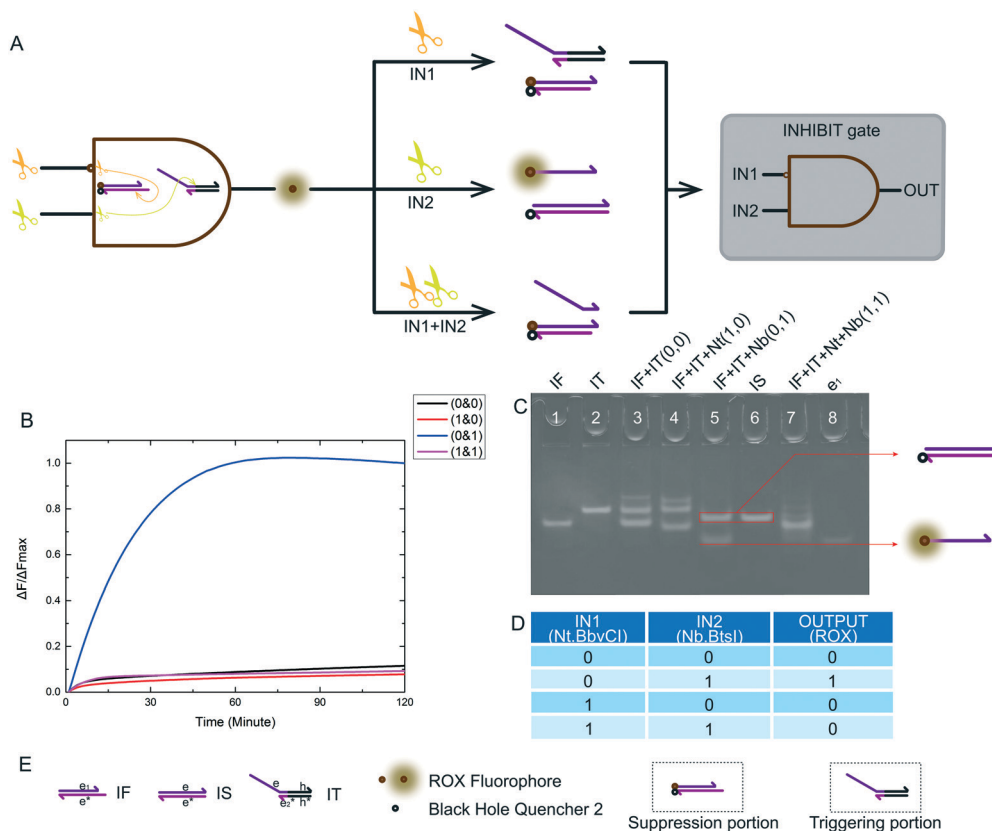 A
IN1
IN2
IN1+IN2
INHIBIT gate
IN1
IN2
OUT
B
(0&0)
(1&0)
(0&1)
(1&1)
ΔF/ΔFmax
1.0
0.8
0.6
0.4
0.2
0.0
0 30 60 90 120
Time (Minute)
C
IF
IT
IF+IT(0,0)
IF+IT+Nt(1,0)
IF+IT+Nb(0,1)
IS
IF+IT+Nt+Nb(1,1)
e₁
1 2 3 4 5 6 7 8
D
IN1 IN2 OUTPUT
(Nt.BbvCI) (Nb.BtsI) (ROX)
0 0 0
0 1 1
1 0 0
1 1 0
E
e₁
e*
IF
e
e*
IS
e h
e₂* h*
IT
ROX Fluorophore
Black Hole Quencher 2
Suppression portion
Triggering portion